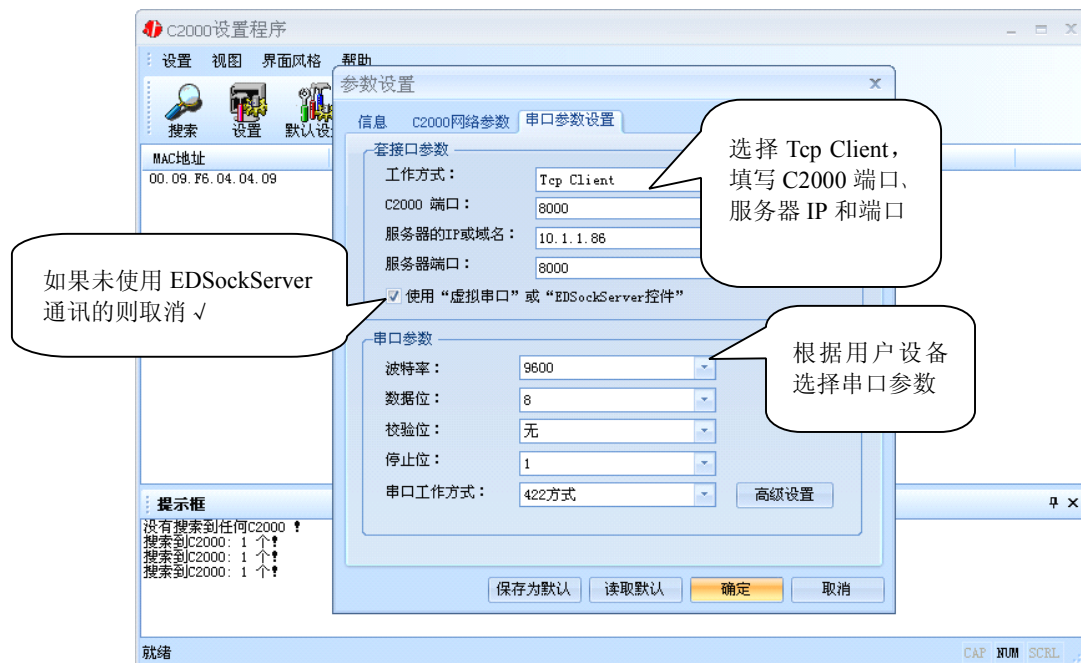 C2000设置程序
设置 视图 界面风格 帮助
搜索 设置 默认设
MAC地址
00.09.F6.04.04.09
参数设置
信息 C2000网络参数 串口参数设置
套接口参数
工作方式： Tcp Client
C2000 端口： 8000
服务器的IP或域名： 10.1.1.86
服务器端口： 8000
使用“虚拟串口”或“EDSockServer控件”
串口参数
波特率： 9600
数据位： 8
校验位： 无
停止位： 1
串口工作方式： 422方式 高级设置
保存为默认 读取默认 确定 取消
选择 Tcp Client，
填写 C2000 端口、
服务器 IP 和端口
如果未使用 EDSockServer
通讯的则取消 √
根据用户设备
选择串口参数
提示框
没有搜索到任何C2000 ！
搜索到C2000: 1 个！
搜索到C2000: 1 个！
搜索到C2000: 1 个！
就绪 CAP NUM SCRL